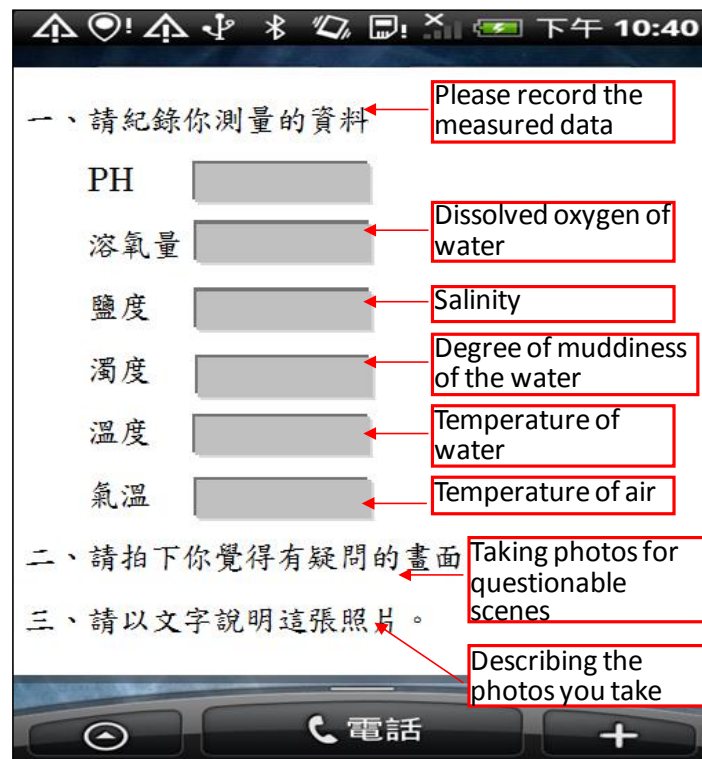 下午 10:40
一、請紀錄你測量的資料
Please record the
measured data
PH
溶氧量
Dissolved oxygen of
water
鹽度
Salinity
濁度
Degree of muddiness
of the water
溫度
Temperature of
water
氣溫
Temperature of air
二、請拍下你覺得有疑問的畫面
Taking photos for
questionable
scenes
三、請以文字說明這張照片。
Describing the
photos you take
電話